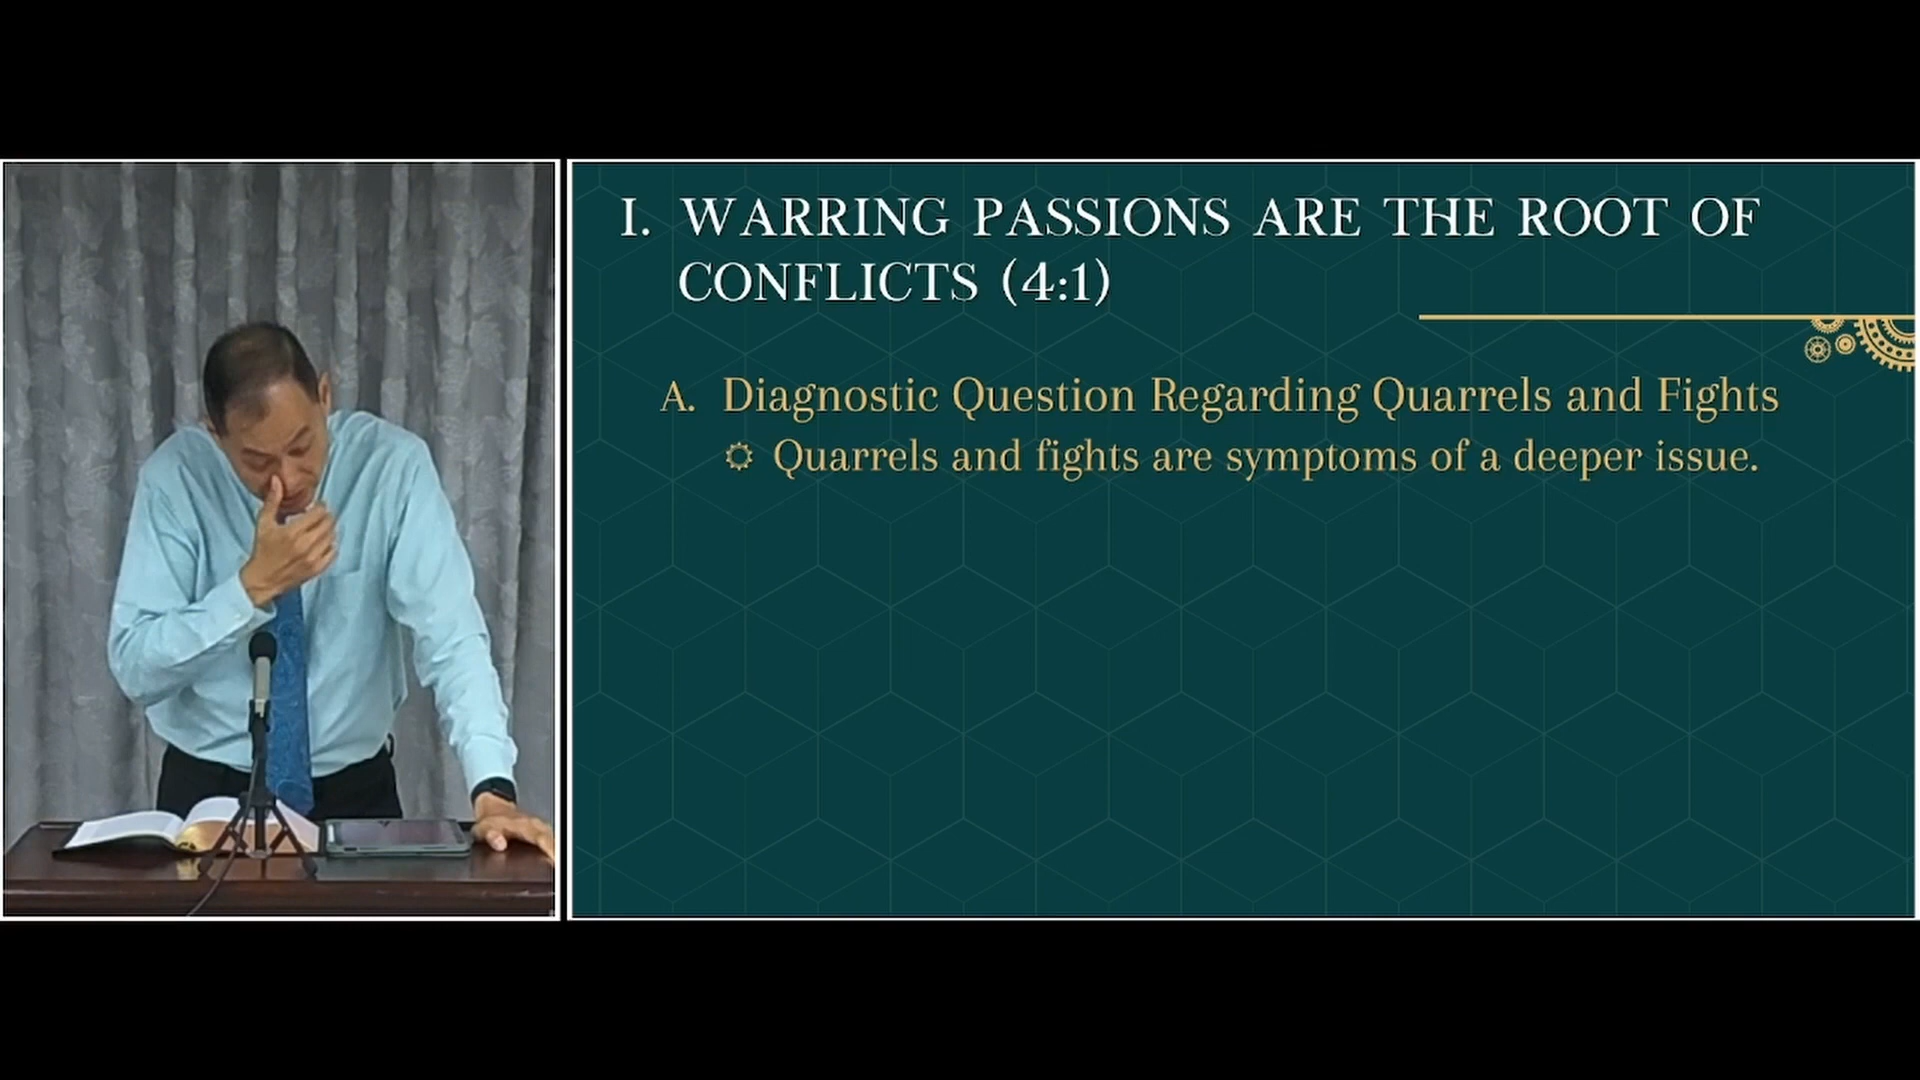 I. WARRING PASSIONS ARE THE ROOT OF
CONFLICTS (4:1)
A. Diagnostic Question Regarding Quarrels and Fights
Quarrels and fights are symptoms of a deeper issue.